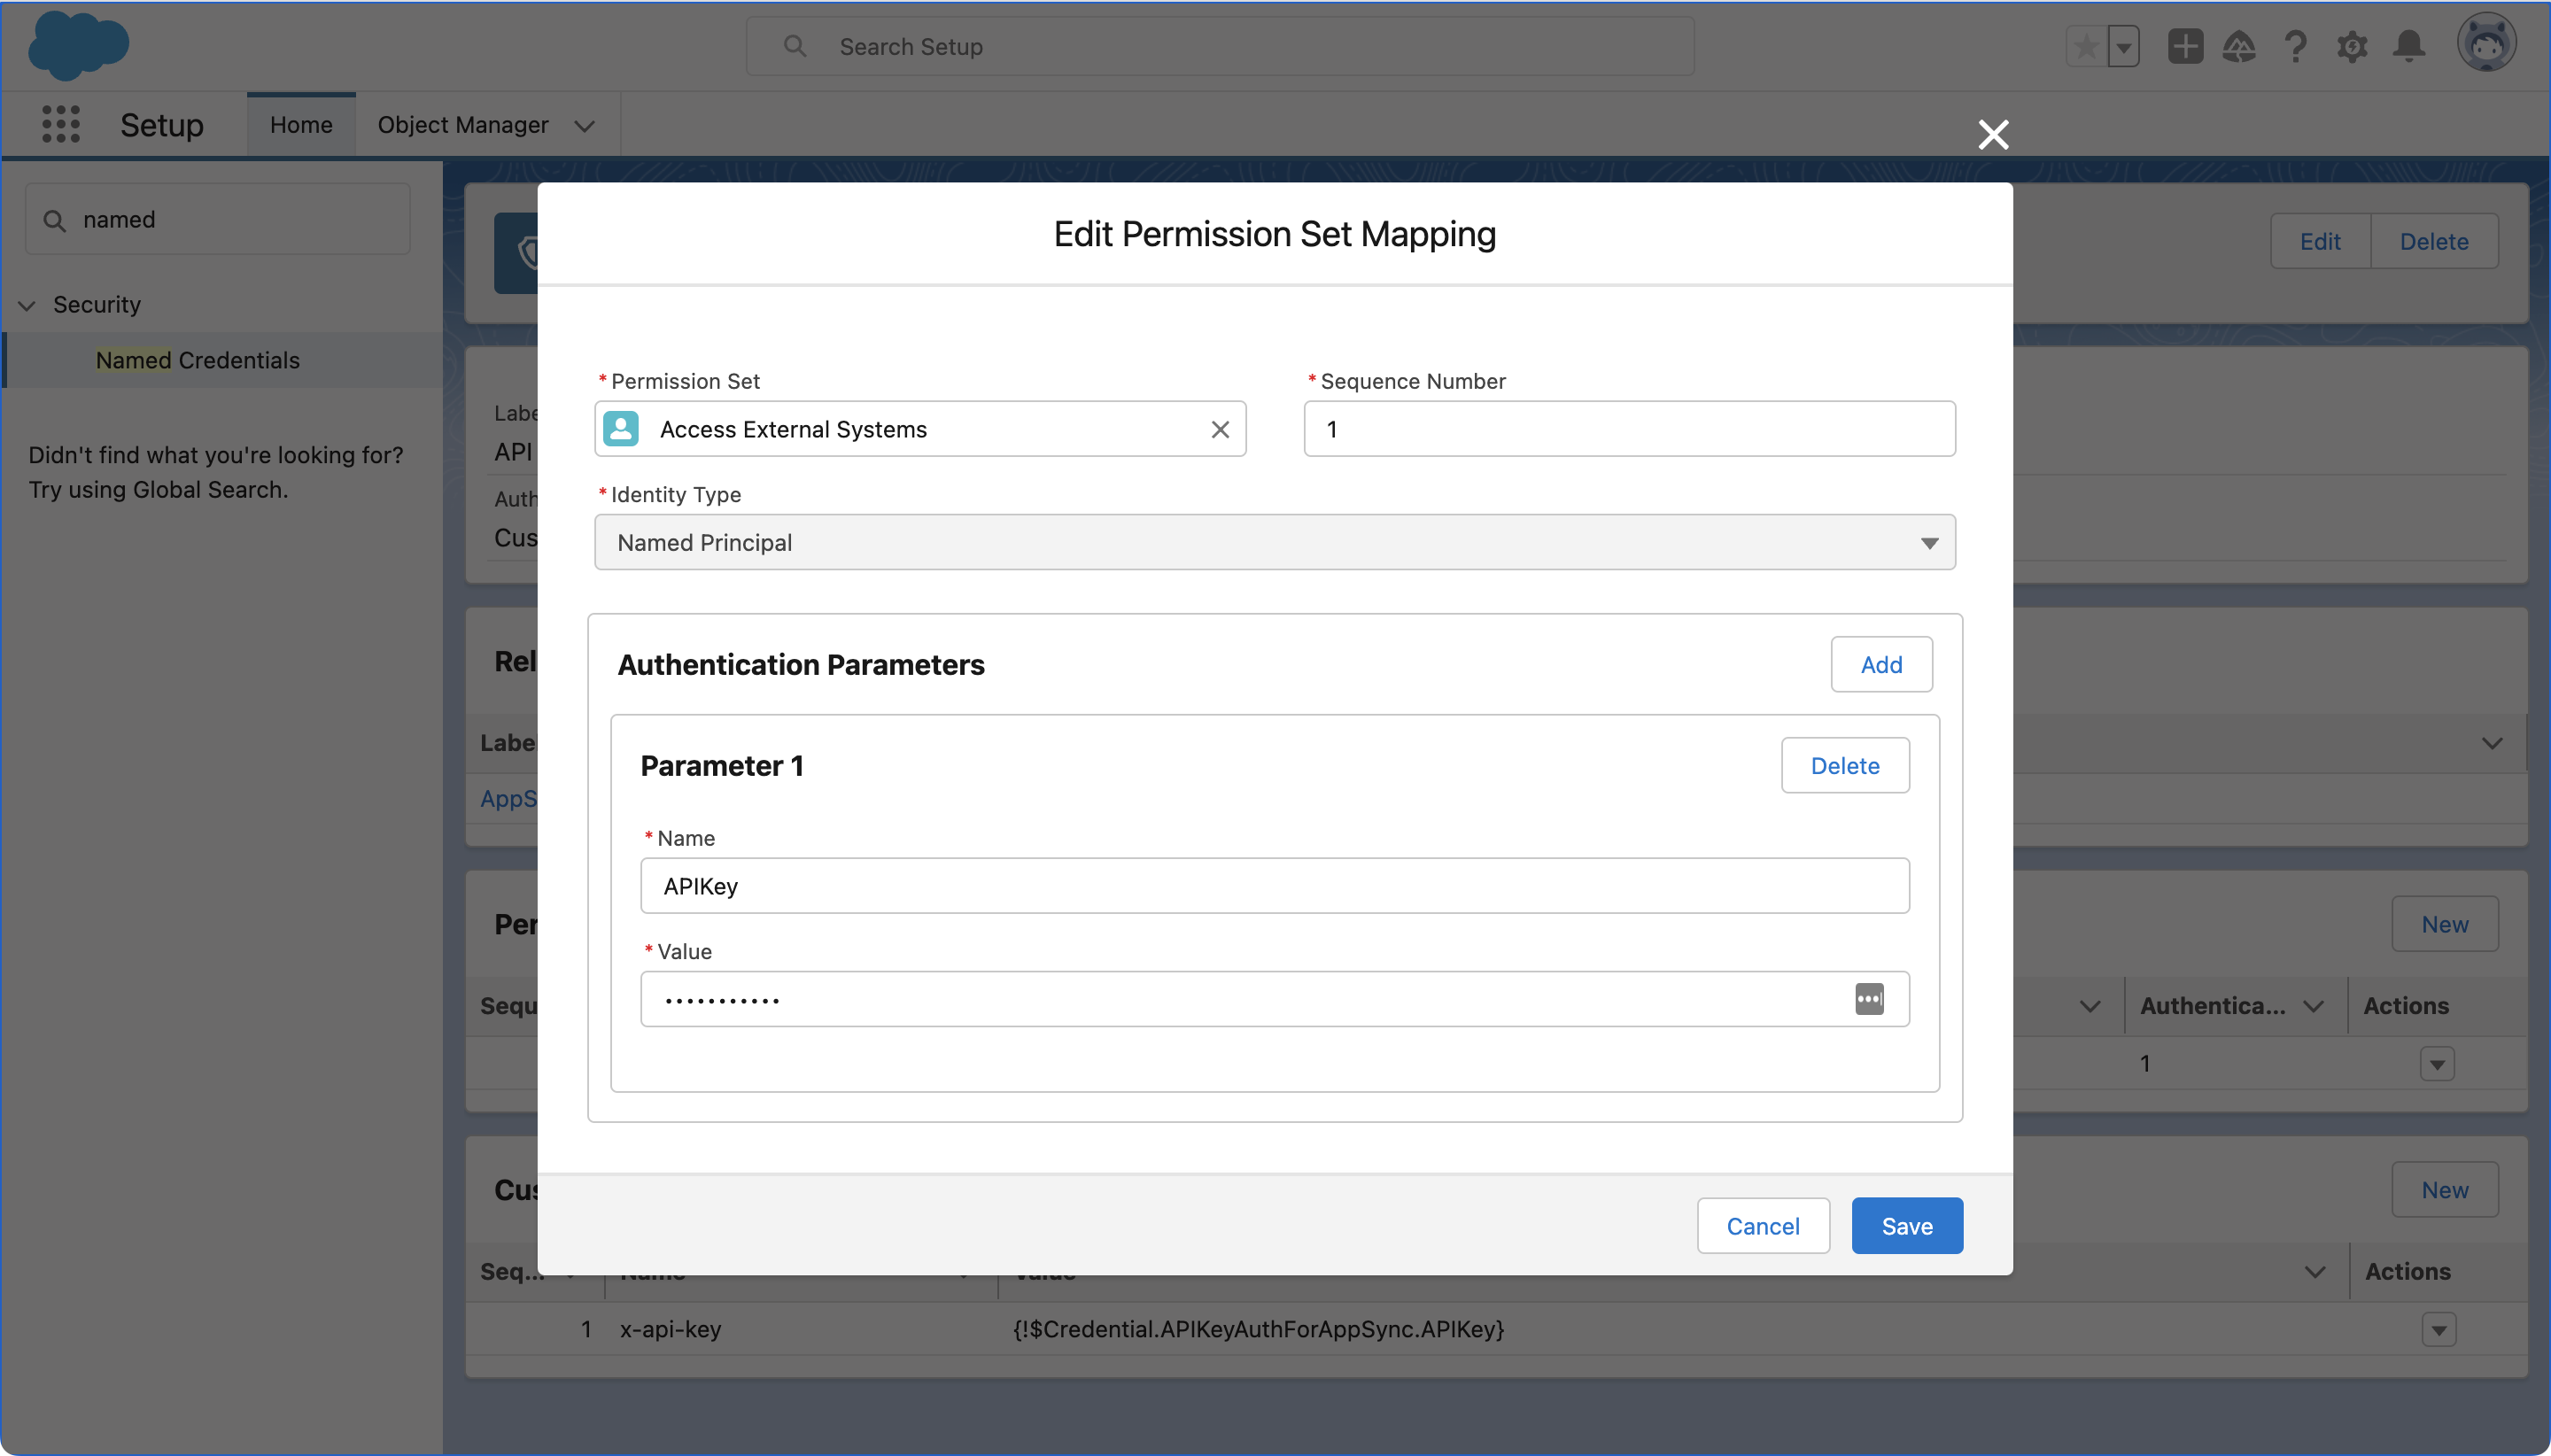 Search Setup
Setup
Home
Object Manager
named
Security
Named Credentials
Didn't find what you're looking for?
Try using Global Search.
Edit
Delete
Edit Permission Set Mapping
* Permission Set
Access External Systems
* Sequence Number
1
* Identity Type
Named Principal
Authentication Parameters
Add
Parameter 1
Delete
* Name
APIKey
* Value
•••••••••••
Cancel
Save
Labe
API
Auth
Cus
Rel
Labe
AppS
Per
New
Sequ
Authentica...
Actions
1
Cus
New
Seq...
Name
Value
Actions
1
x-api-key
{!$Credential.APIKeyAuthForAppSync.APIKey}